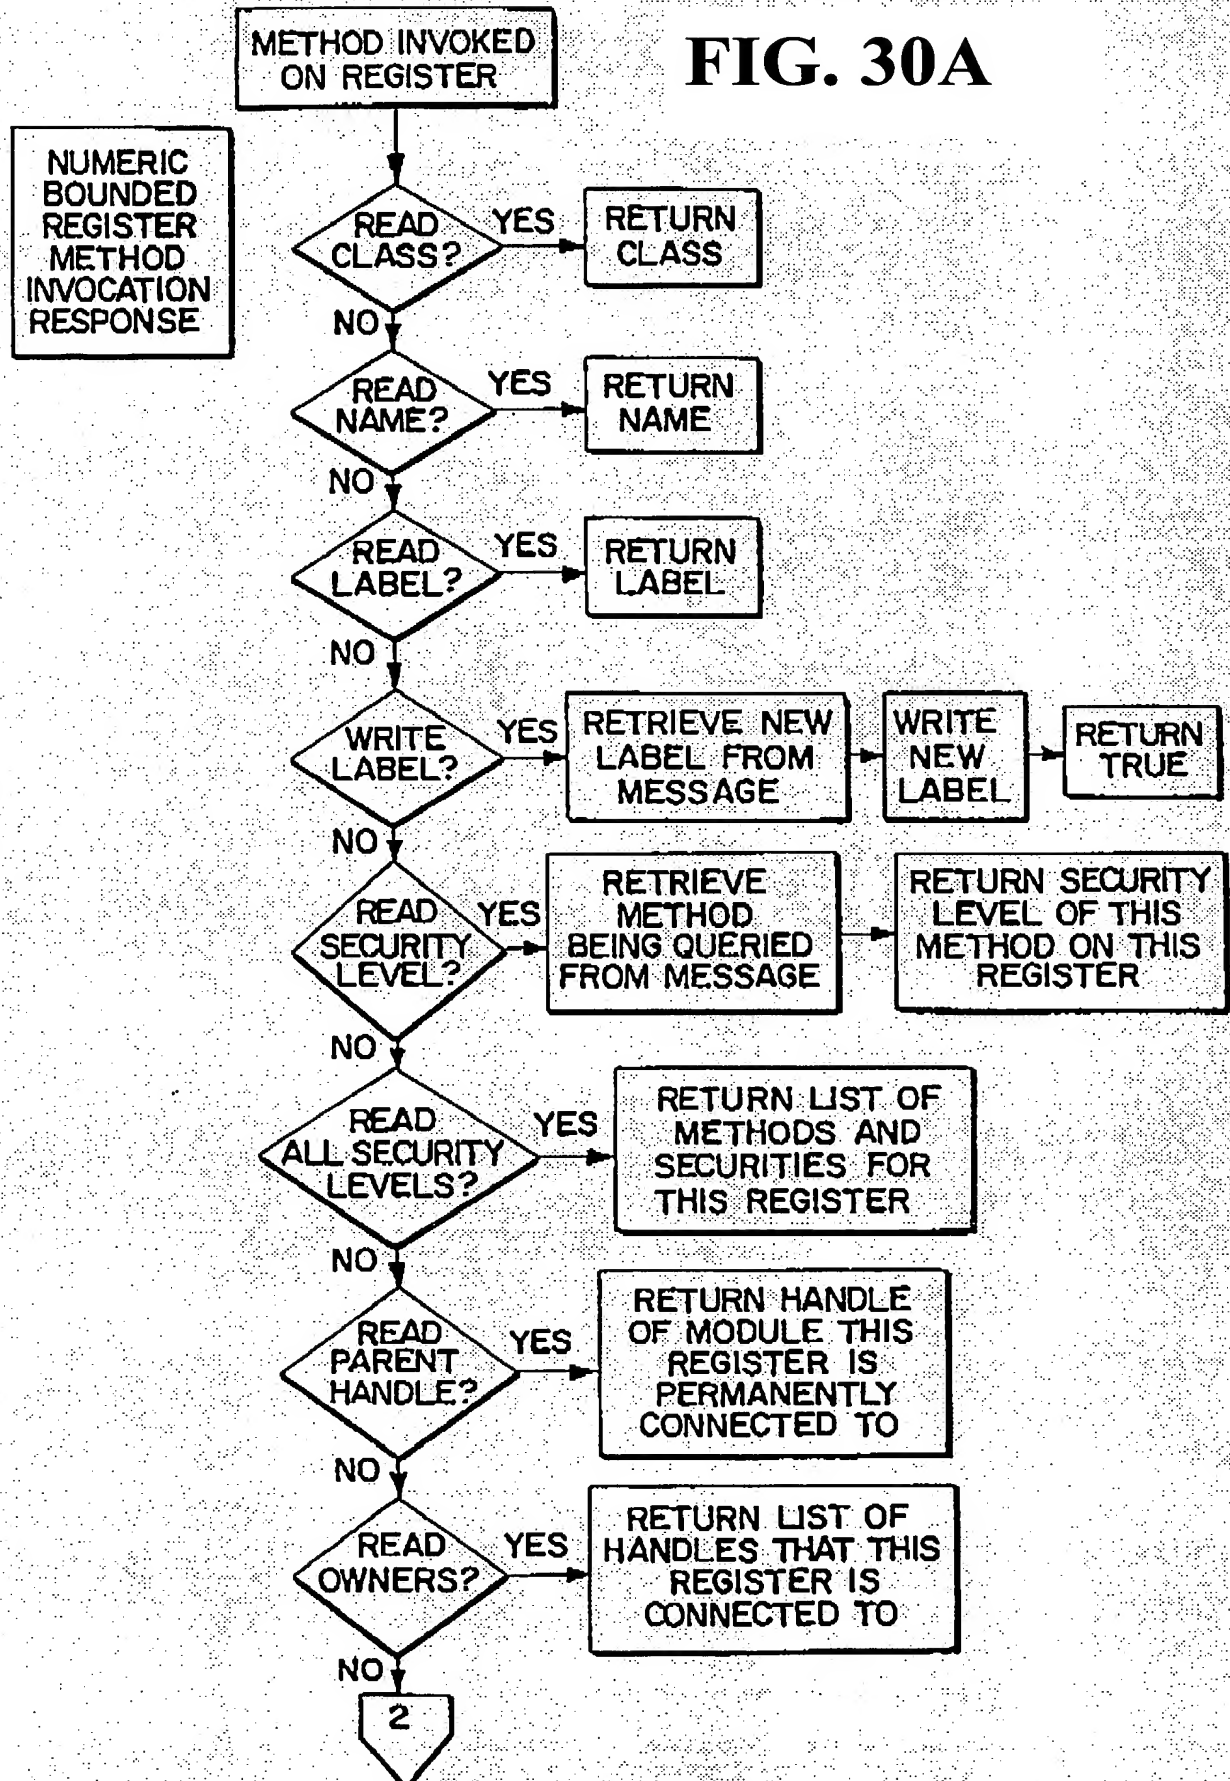 METHOD INVOKED
ON REGISTER
FIG. 30A
NUMERIC
BOUNDED
REGISTER
METHOD
INVOCATION
RESPONSE
READ
CLASS?
YES
RETURN
CLASS
NO
READ
NAME?
YES
RETURN
NAME
NO
READ
LABEL?
YES
RETURN
LABEL
NO
WRITE
LABEL?
YES
RETRIEVE NEW
LABEL FROM
MESSAGE
WRITE
NEW
LABEL
RETURN
TRUE
NO
READ
SECURITY
LEVEL?
YES
RETRIEVE
METHOD
BEING QUERIED
FROM MESSAGE
RETURN SECURITY
LEVEL OF THIS
METHOD ON THIS
REGISTER
NO
READ
ALL SECURITY
LEVELS?
YES
RETURN LIST OF
METHODS AND
SECURITIES FOR
THIS REGISTER
NO
READ
PARENT
HANDLE?
YES
RETURN HANDLE
OF MODULE THIS
REGISTER IS
PERMANENTLY
CONNECTED TO
NO
READ
OWNERS?
YES
RETURN LIST OF
HANDLES THAT THIS
REGISTER IS
CONNECTED TO
NO
2